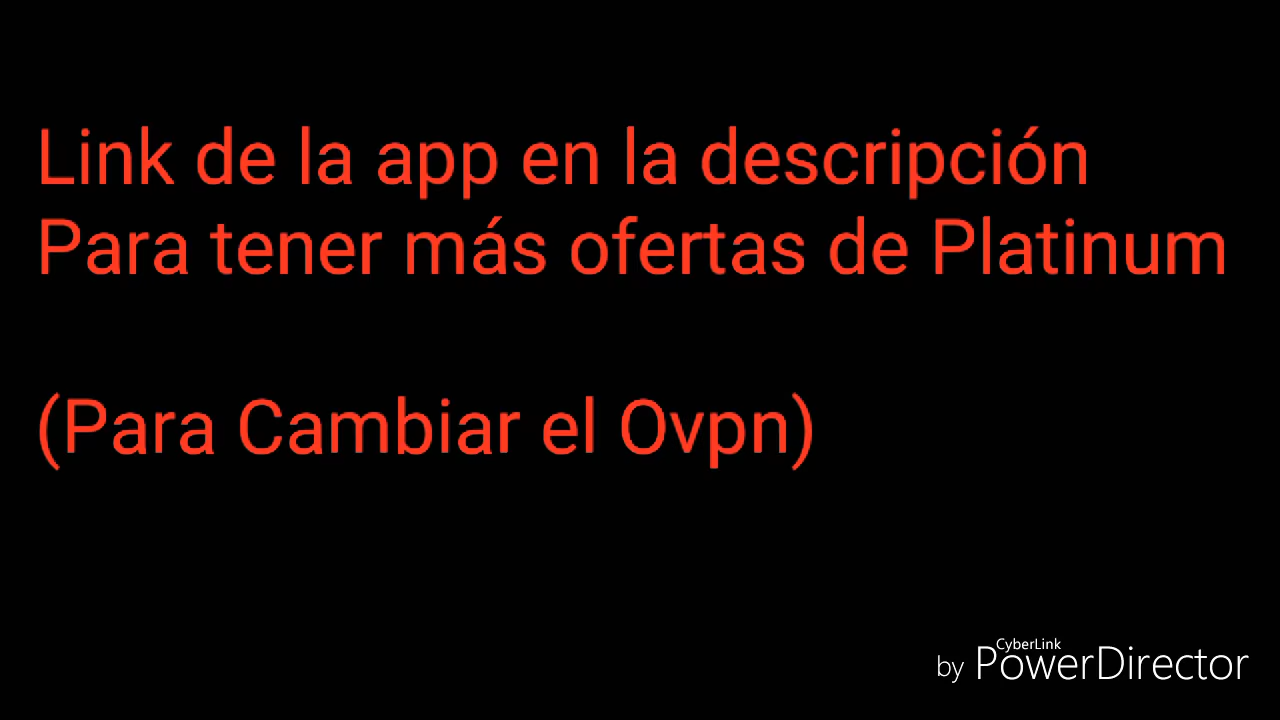 Link de la app en la descripción
Para tener más ofertas de Platinum
(Para Cambiar el Ovpn)
by CyberLink PowerDirector